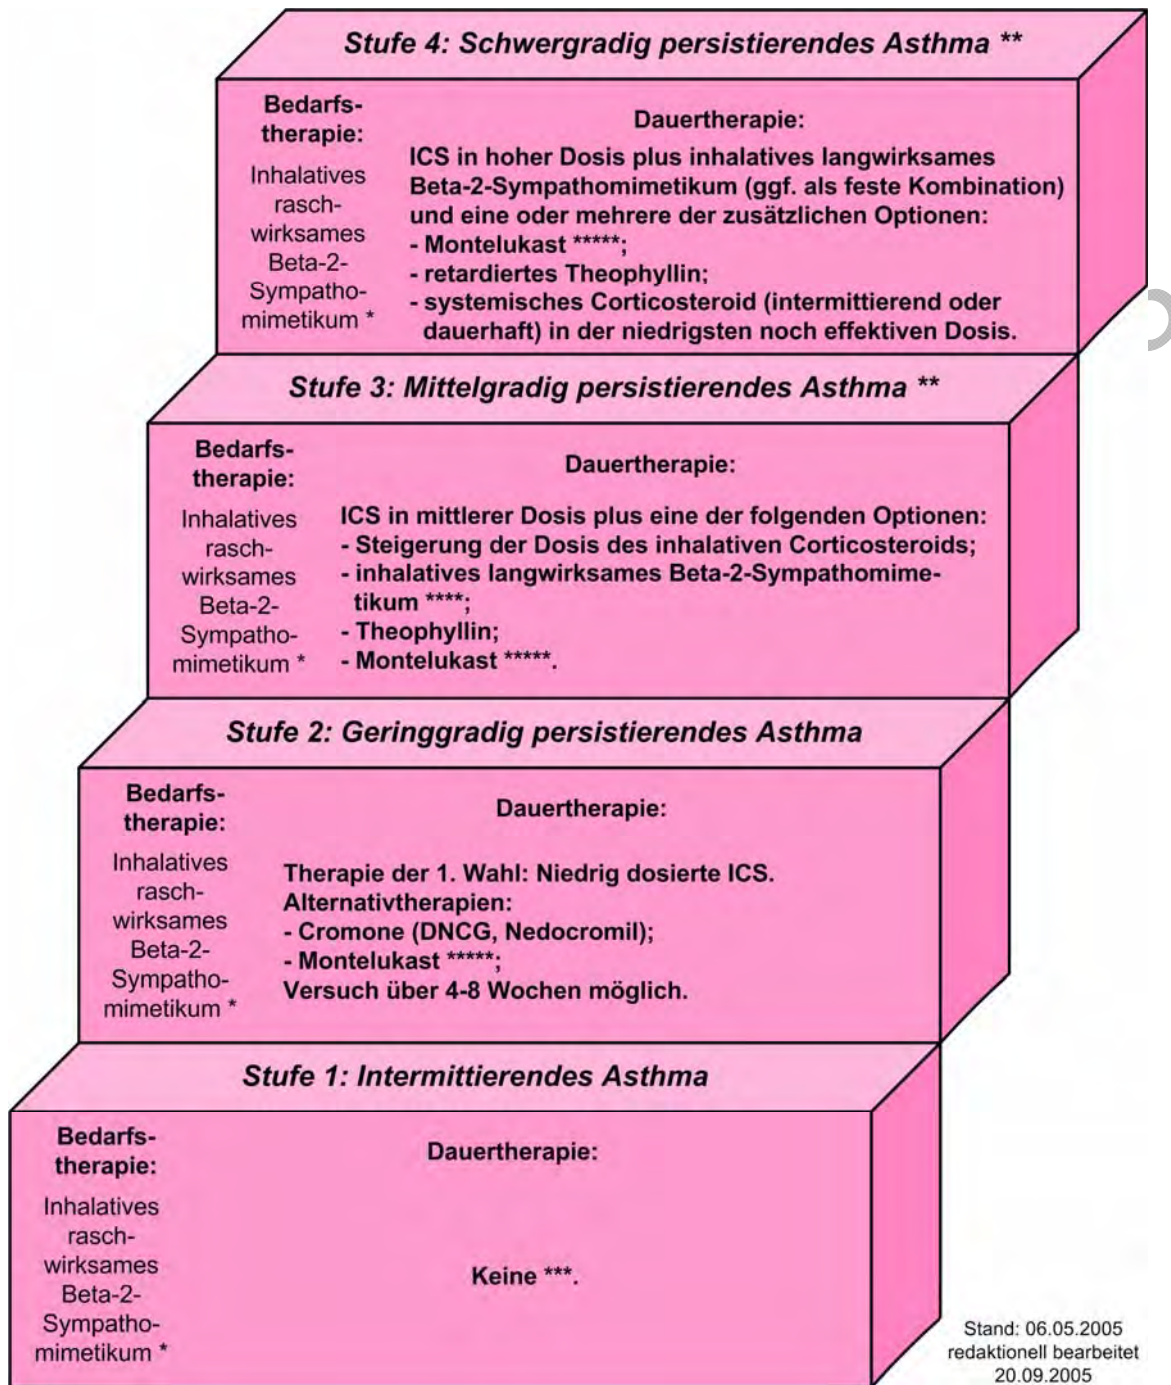 Stufe 4: Schwergradig persistierendes Asthma **
Bedarfs-
therapie:
Inhalatives
rasch-
wirksames
Beta-2-
Sympatho-
mimetikum *
Dauertherapie:
ICS in hoher Dosis plus inhalatives langwirksames
Beta-2-Sympathomimetikum (ggf. als feste Kombination)
und eine oder mehrere der zusätzlichen Optionen:
- Montelukast *****;
- retardiertes Theophyllin;
- systemisches Corticosteroid (intermittierend oder
dauerhaft) in der niedrigsten noch effektiven Dosis.
Stufe 3: Mittelgradig persistierendes Asthma **
Bedarfs-
therapie:
Inhalatives
rasch-
wirksames
Beta-2-
Sympatho-
mimetikum *
Dauertherapie:
ICS in mittlerer Dosis plus eine der folgenden Optionen:
- Steigerung der Dosis des inhalativen Corticosteroids;
- inhalatives langwirksames Beta-2-Sympathomime-
tikum ****;
- Theophyllin;
- Montelukast *****.
Stufe 2: Geringgradig persistierendes Asthma
Bedarfs-
therapie:
Inhalatives
rasch-
wirksames
Beta-2-
Sympatho-
mimetikum *
Dauertherapie:
Therapie der 1. Wahl: Niedrig dosierte ICS.
Alternativtherapien:
- Cromone (DNCG, Nedocromil);
- Montelukast *****;
Versuch über 4-8 Wochen möglich.
Stufe 1: Intermittierendes Asthma
Bedarfs-
therapie:
Inhalatives
rasch-
wirksames
Beta-2-
Sympatho-
mimetikum *
Dauertherapie:
Keine ***.
Stand: 06.05.2005
redaktionell bearbeitet
20.09.2005